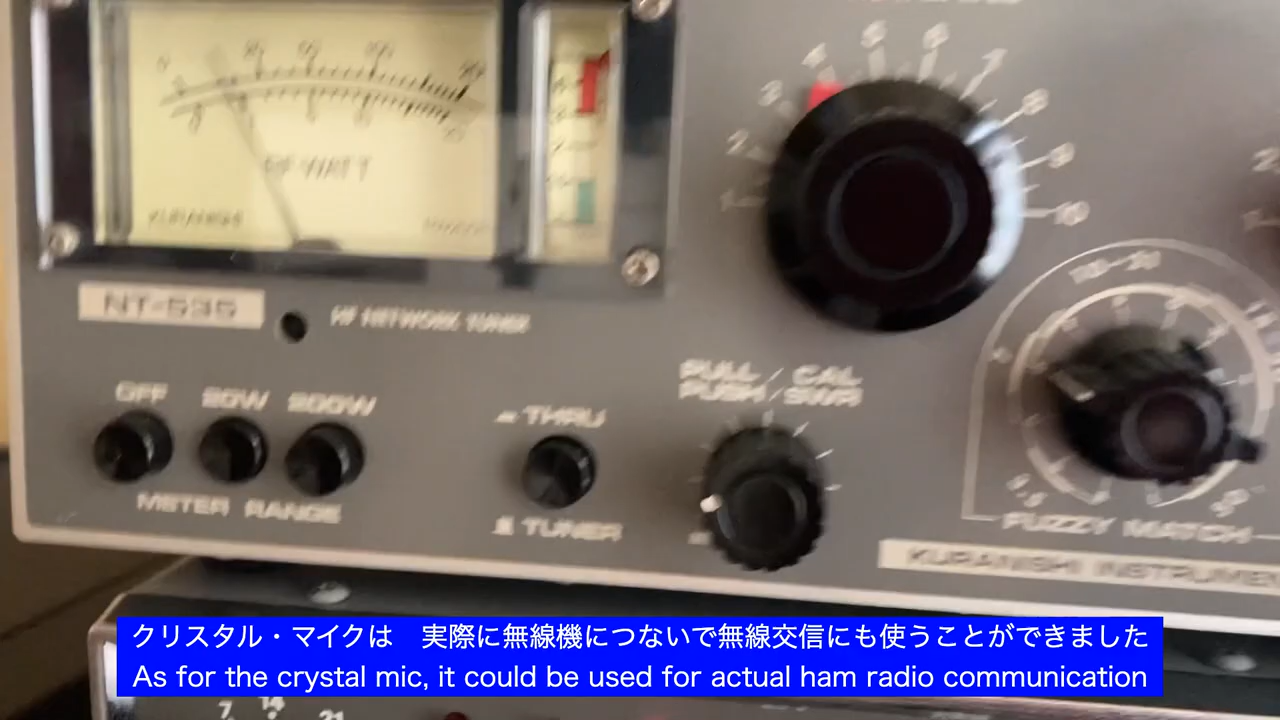 RF WATT
KURANISHI
NT-535
RF NETWORK TUNER
OFF 20W 200W
METER RANGE
THRU
TUNER
PULL / CAL
PUSH / SWR
1 2 3 4 5 6 7 8 9 10
FUZZY MATCH
KURANISHI INSTRUMEN
クリスタル・マイクは 実際に無線機につないで無線交信にも使うことができました
As for the crystal mic, it could be used for actual ham radio communication
7 14 21